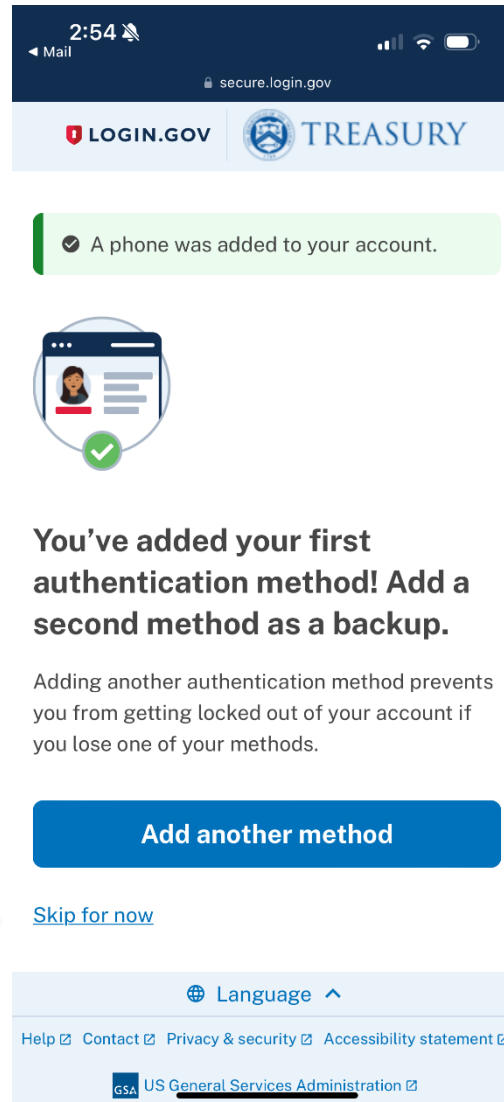 2:54
Mail
secure.login.gov
LOGIN.GOV
TREASURY
A phone was added to your account.
You’ve added your first
authentication method! Add a
second method as a backup.
Adding another authentication method prevents
you from getting locked out of your account if
you lose one of your methods.
Add another method
Skip for now
Language
Help Contact Privacy & security Accessibility statement
GSA US General Services Administration